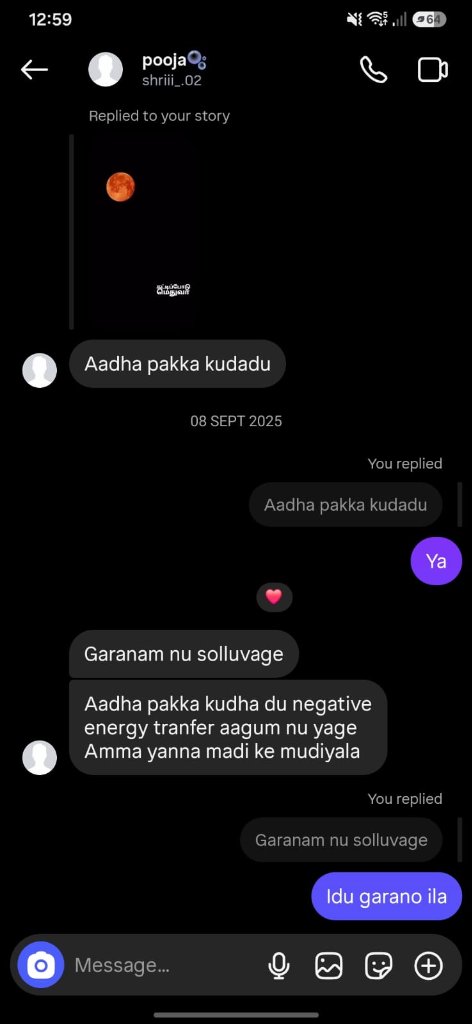 12:59
5
64
pooja🫧
shriii_.02
Replied to your story
மெதுவா
Aadha pakka kudadu
08 SEPT 2025
You replied
Aadha pakka kudadu
Ya
❤️
Garanam nu solluvage
Aadha pakka kudha du negative
energy tranfer aagum nu yage
Amma yanna madi ke mudiyala
You replied
Garanam nu solluvage
Idu garano ila
Message...